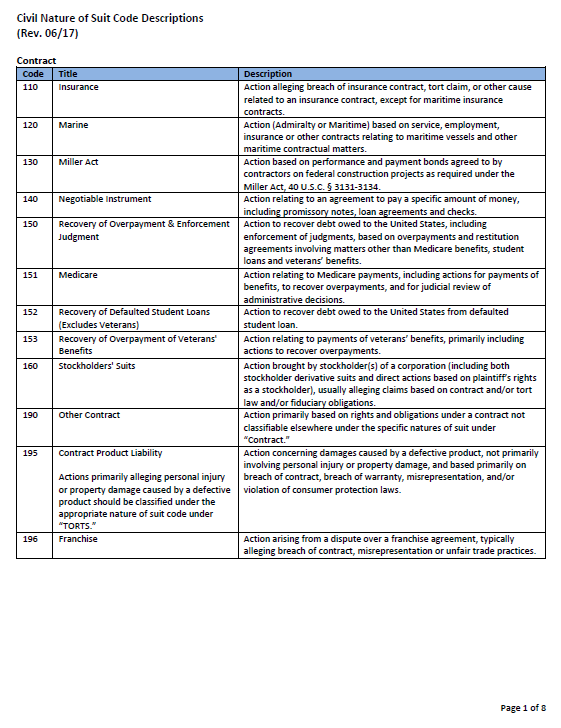 Civil Nature of Suit Code Descriptions
(Rev. 06/17)
Contract
Code Title Description
110 Insurance Action alleging breach of insurance contract, tort claim, or other cause
related to an insurance contract, except for maritime insurance
contracts.
120 Marine Action (Admiralty or Maritime) based on service, employment,
insurance or other contracts relating to maritime vessels and other
maritime contractual matters.
130 Miller Act Action based on performance and payment bonds agreed to by
contractors on federal construction projects as required under the
Miller Act, 40 U.S.C. § 3131-3134.
140 Negotiable Instrument Action relating to an agreement to pay a specific amount of money,
including promissory notes, loan agreements and checks.
150 Recovery of Overpayment & Enforcement Action to recover debt owed to the United States, including
Judgment enforcement of judgments, based on overpayments and restitution
agreements involving matters other than Medicare benefits, student
loans and veterans' benefits.
151 Medicare Action relating to Medicare payments, including actions for payments of
benefits, to recover overpayments, and for judicial review of
administrative decisions.
152 Recovery of Defaulted Student Loans Action to recover debt owed to the United States from defaulted
(Excludes Veterans) student loan.
153 Recovery of Overpayment of Veterans' Action relating to payments of veterans' benefits, primarily including
Benefits actions to recover overpayments.
160 Stockholders' Suits Action brought by stockholder(s) of a corporation (including both
stockholder derivative suits and direct actions based on plaintiff's rights
as a stockholder), usually alleging claims based on contract and/or tort
law and/or fiduciary obligations.
190 Other Contract Action primarily based on rights and obligations under a contract not
classifiable elsewhere under the specific natures of suit under
"Contract."
195 Contract Product Liability Action concerning damages caused by a defective product, not primarily
involving personal injury or property damage, and based primarily on
Actions primarily alleging personal injury breach of contract, breach of warranty, misrepresentation, and/or
or property damage caused by a defective violation of consumer protection laws.
product should be classified under the
appropriate nature of suit code under
"TORTS."
196 Franchise Action arising from a dispute over a franchise agreement, typically
alleging breach of contract, misrepresentation or unfair trade practices.
Page 1 of 8